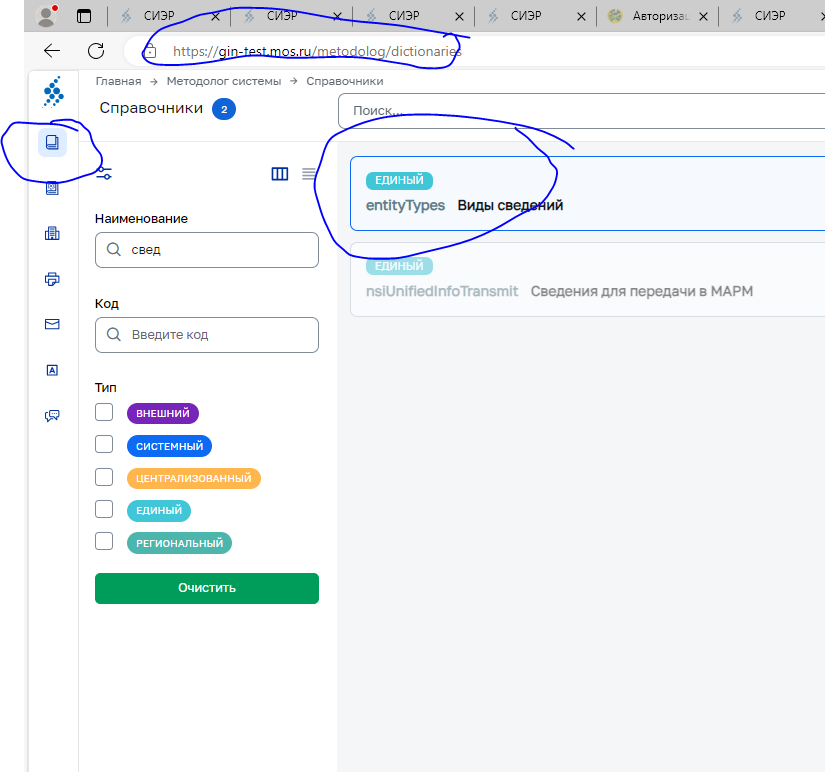 СИЭР СИЭР СИЭР СИЭР Авторизац СИЭР
https://gin-test.mos.ru/metodolog/dictionaries
Главная → Методолог системы → Справочники
Справочники 2
Поиск...
ЕДИНЫЙ
entityTypes Виды сведений
ЕДИНЫЙ
nsiUnifiedInfoTransmit Сведения для передачи в МАРМ
Наименование
свед
Код
Введите код
Тип
ВНЕШНИЙ
СИСТЕМНЫЙ
ЦЕНТРАЛИЗОВАННЫЙ
ЕДИНЫЙ
РЕГИОНАЛЬНЫЙ
Очистить